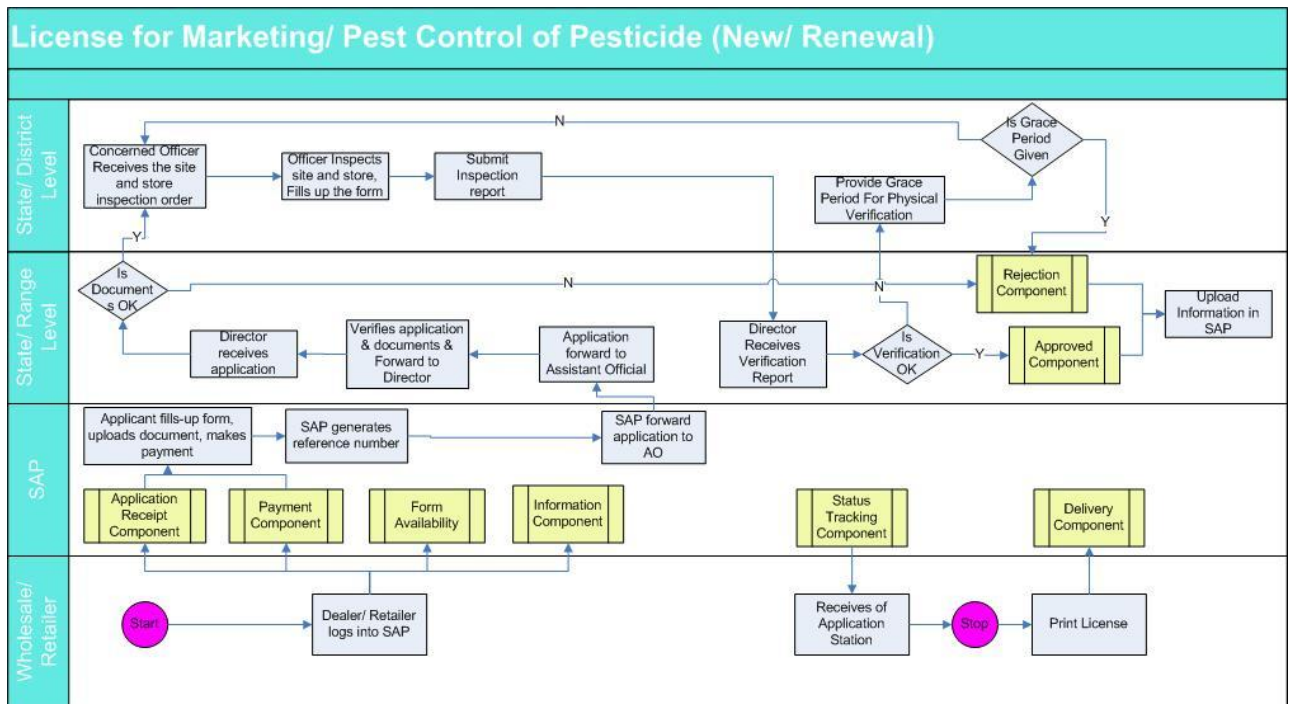 License for Marketing/ Pest Control of Pesticide (New/ Renewal)
State/ District
Level
Concerned Officer
Receives the site
and store
inspection order
Officer Inspects
site and store,
Fills up the form
Submit
Inspection
report
Provide Grace
Period For Physical
Verification
Is Grace
Period
Given
N
Y
Y
State/ Range
Level
Is
Document
s OK
N
Director
receives
application
Verifies application
& documents &
Forward to
Director
Application
forward to
Assistant Official
Director
Receives
Verification
Report
N
Is
Verification
OK
Y
Rejection
Component
Approved
Component
Upload
Information in
SAP
SAP
Applicant fills-up form,
uploads document, makes
payment
SAP generates
reference number
SAP forward
application to
AO
Application
Receipt
Component
Payment
Component
Form
Availability
Information
Component
Status
Tracking
Component
Delivery
Component
Wholesale/
Retailer
Start
Dealer/ Retailer
logs into SAP
Receives of
Application
Station
Stop
Print License